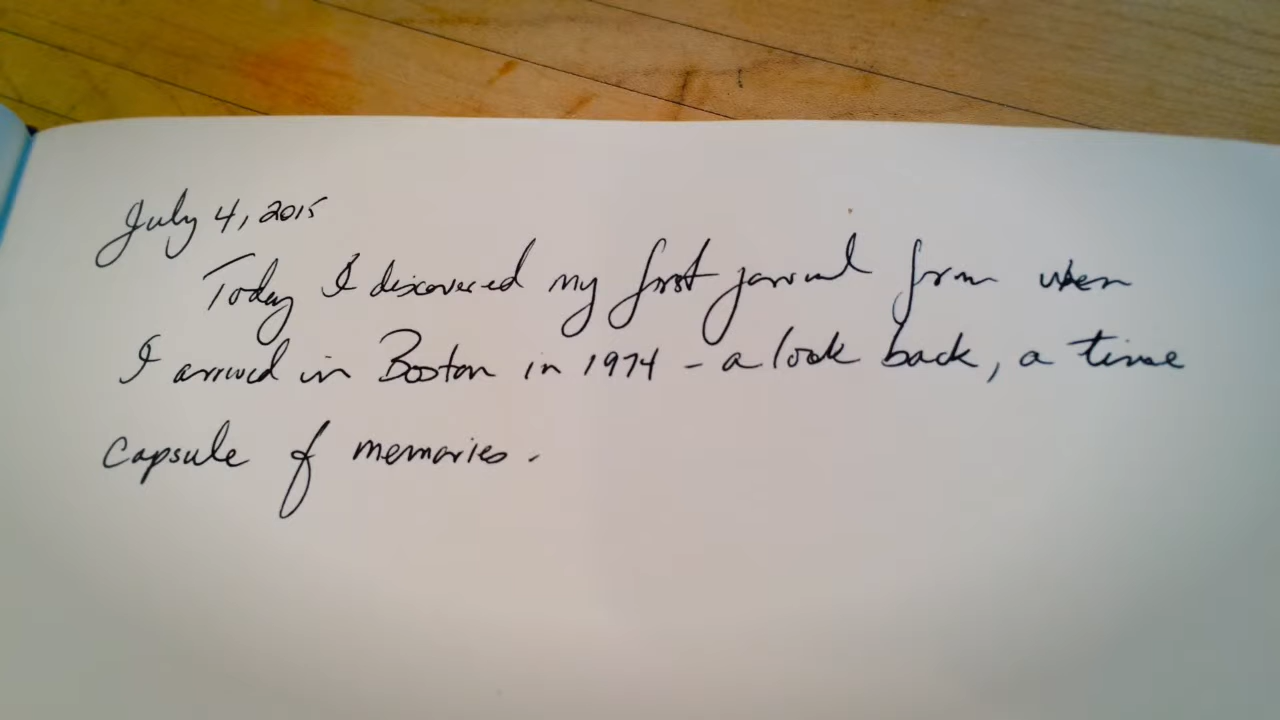 July 4, 2015
Today I discovered my first journal from when
I arrived in Boston in 1974 - a look back, a time
capsule of memories.